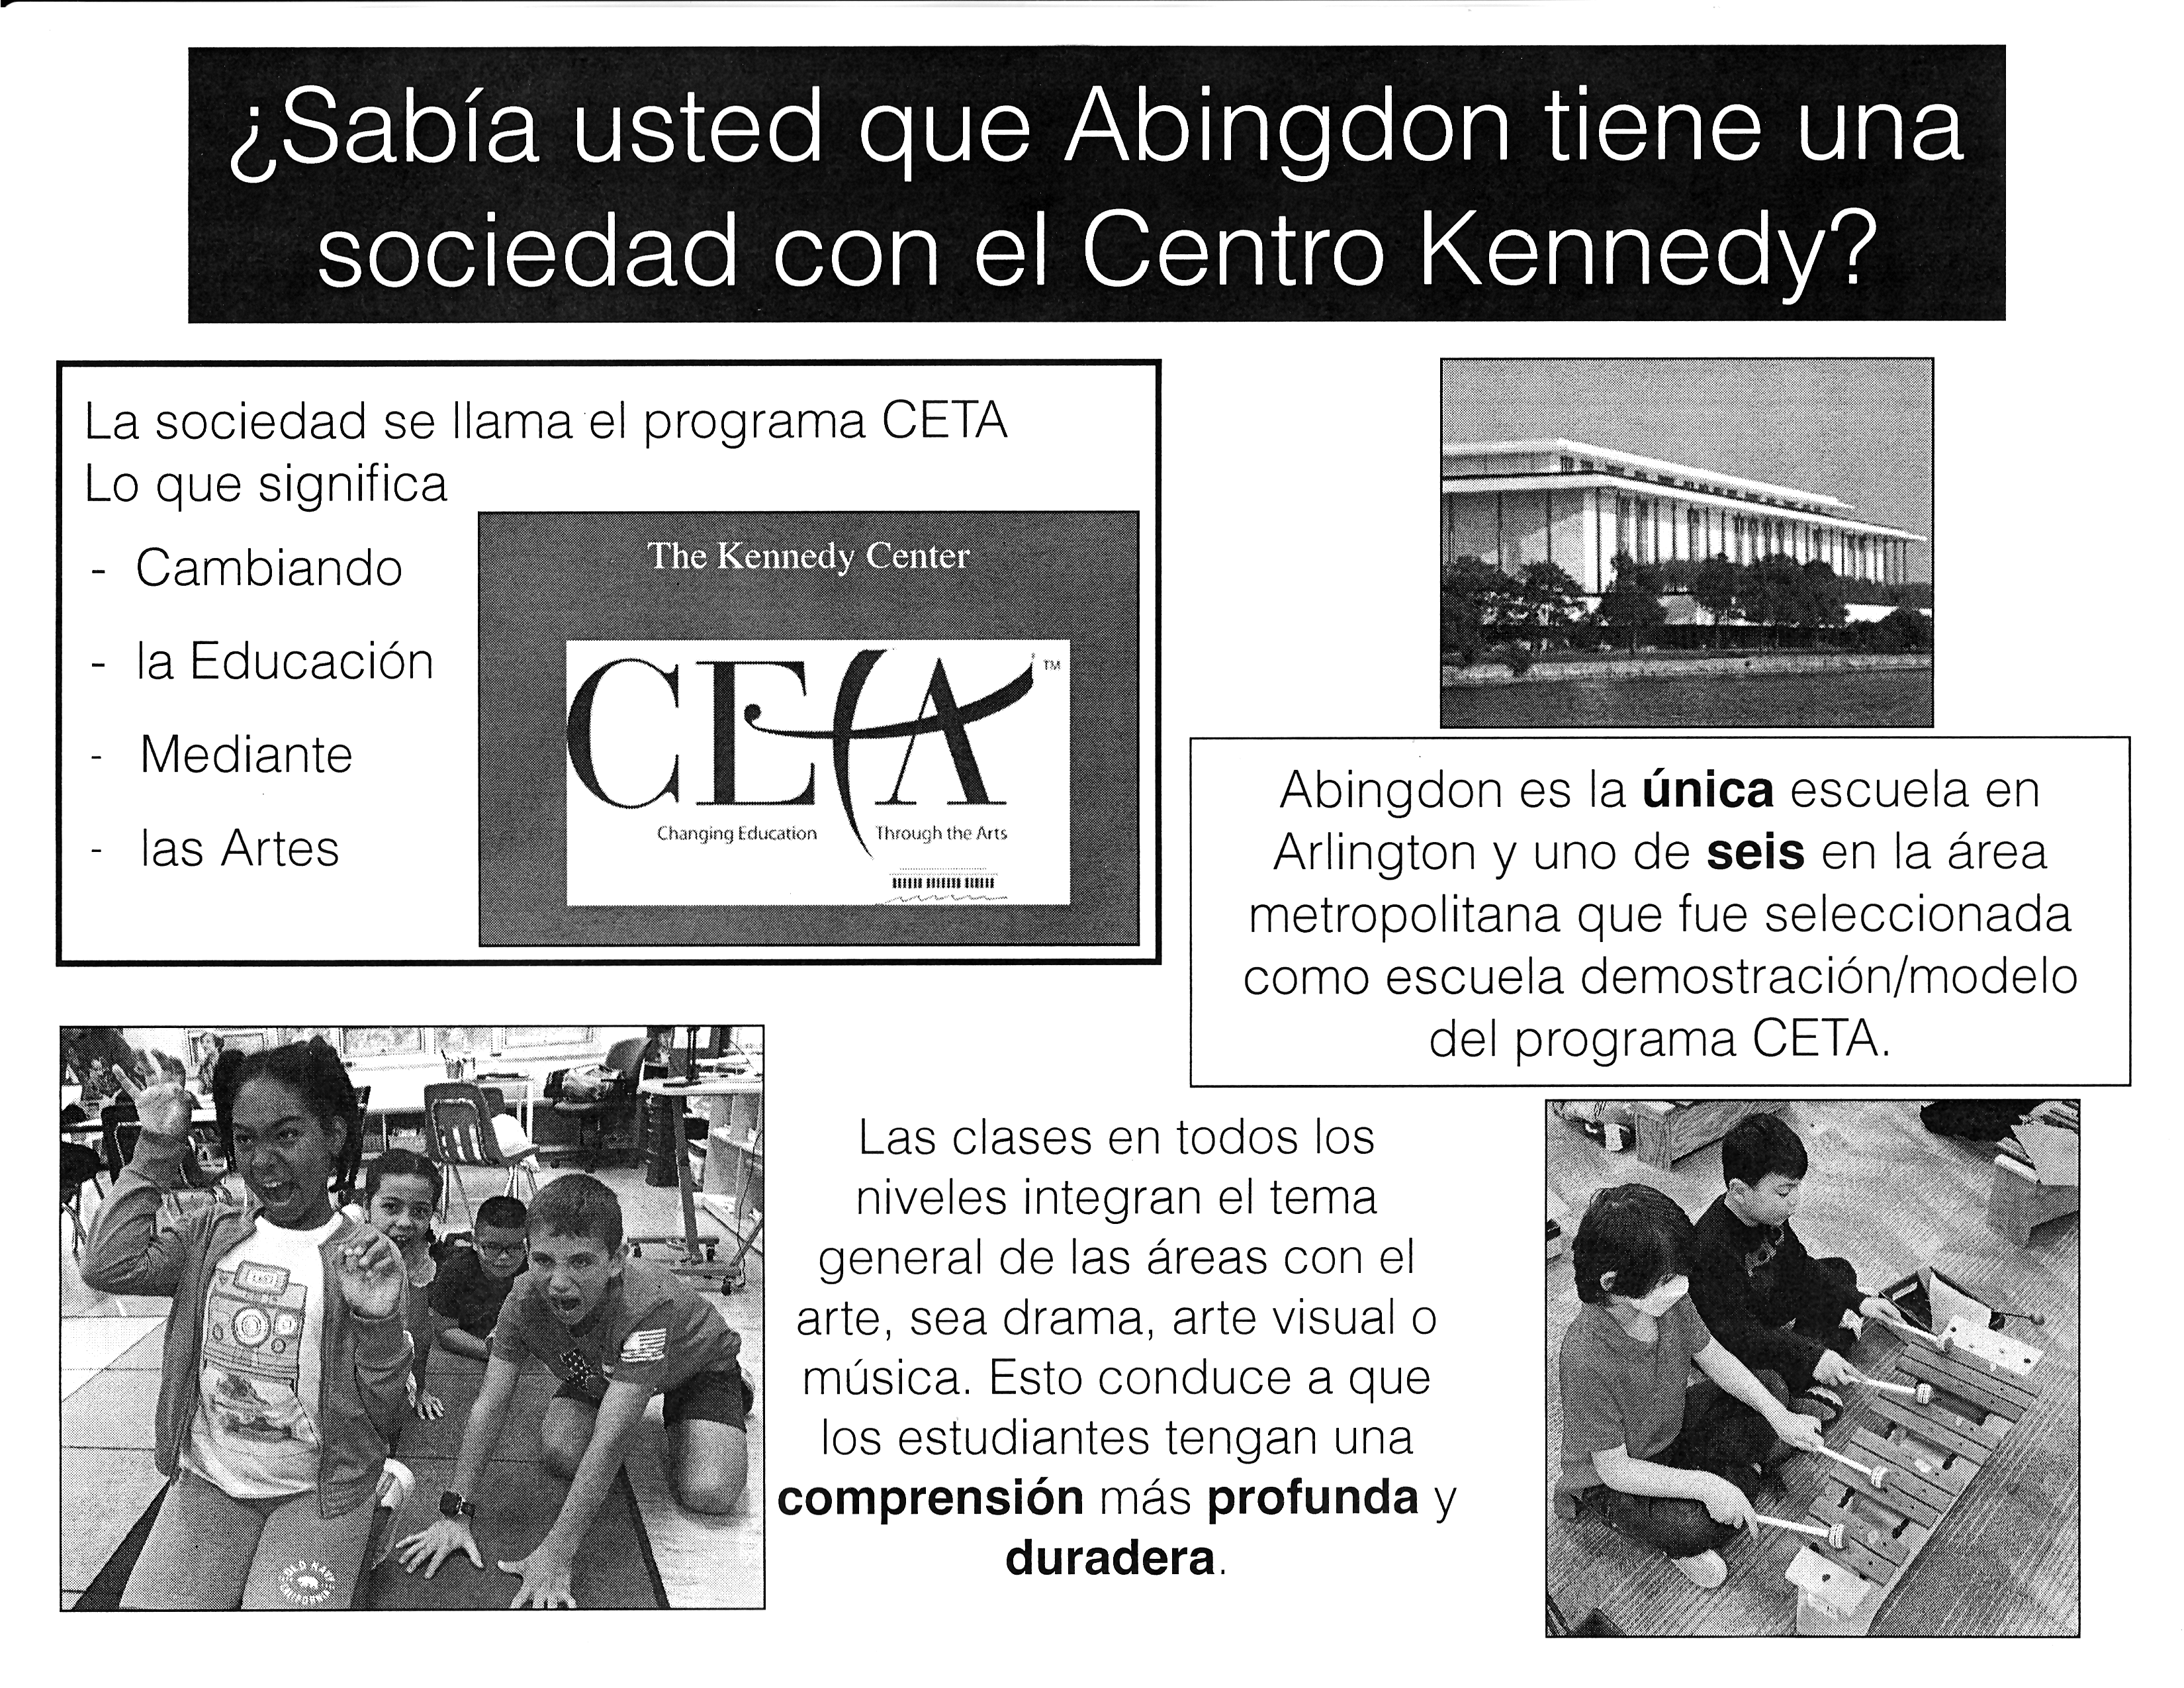 ¿Sabía usted que Abingdon tiene una
sociedad con el Centro Kennedy?
La sociedad se llama el programa CETA
Lo que significa
- Cambiando
- la Educación
- Mediante
- las Artes
The Kennedy Center
CETA™
Changing Education Through the Arts
Abingdon es la única escuela en
Arlington y uno de seis en la área
metropolitana que fue seleccionada
como escuela demostración/modelo
del programa CETA.
Las clases en todos los
niveles integran el tema
general de las áreas con el
arte, sea drama, arte visual o
música. Esto conduce a que
los estudiantes tengan una
comprensión más profunda y
duradera.
OLD NAVY
CALIFORNIA